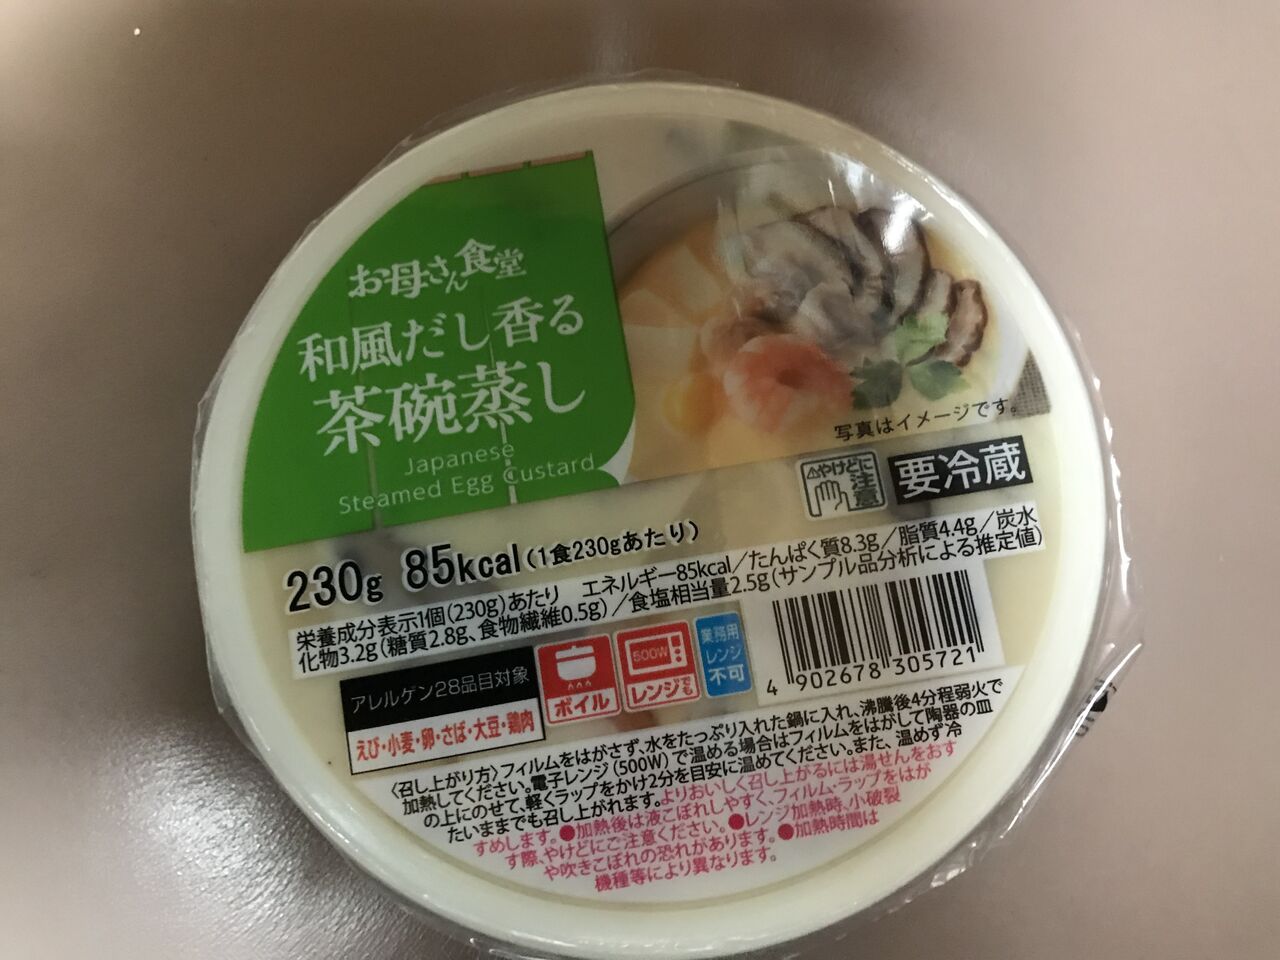 お母さん食堂
和風だし香る
茶碗蒸し
Japanese
Steamed Egg Custard
写真はイメージです。
⚠やけどに
注意
要冷蔵
230g 85kcal(1食230gあたり)
栄養成分表示1個(230g)あたり エネルギー85kcal/たんぱく質8.3g/脂質4.4g/炭水
化物3.2g(糖質2.8g、食物繊維0.5g)/食塩相当量2.5g(サンプル品分析による推定値)
アレルゲン28品目対象
えび・小麦・卵・さば・大豆・鶏肉
ボイル
500W
レンジでも
業務用
レンジ
不可
4 902678 305721
〈召し上がり方〉フィルムをはがさず、水をたっぷり入れた鍋に入れ、沸騰後4分程弱火で
加熱してください。電子レンジ(500W)で温める場合はフィルムをはがして陶器の皿
の上にのせて、軽くラップをかけ2分を目安に温めてください。また、温めず冷
たいままでも召し上がれます。よりおいしく召し上がるには湯せんをおす
すめします。●加熱後は液こぼれしやすく、フィルム・ラップをはが
す際、やけどにご注意ください。●レンジ加熱時、小破裂
や吹きこぼれの恐れがあります。●加熱時間は
機種等により異なります。